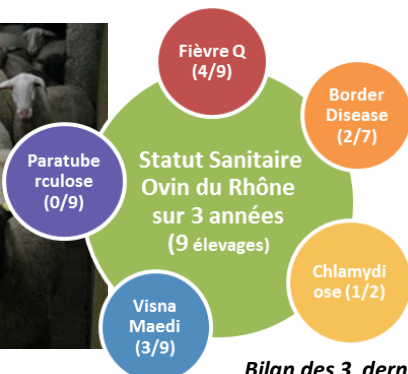 Fièvre Q
(4/9)
Border
Disease
(2/7)
Paratube
rculose
(0/9)
Statut Sanitaire
Ovin du Rhône
sur 3 années
(9 élevages)
Chlamydi
ose (1/2)
Visna
Maedi
(3/9)
Bilan des 3